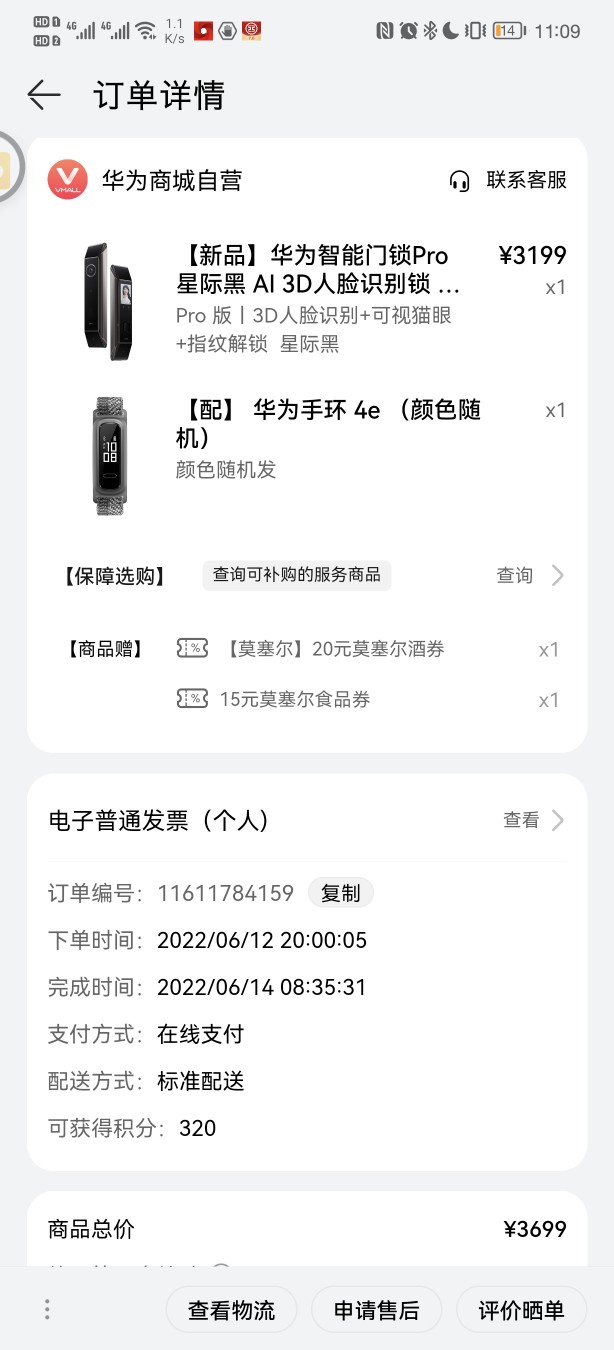 HD 1 4G 4G 1.1 K/s 14 11:09
HD 2
订单详情
VMALL 华为商城自营 联系客服
【新品】华为智能门锁Pro ¥3199
星际黑 AI 3D人脸识别锁 ... x1
Pro 版丨3D人脸识别+可视猫眼
+指纹解锁 星际黑
【配】 华为手环 4e （颜色随 x1
机）
颜色随机发
【保障选购】 查询可补购的服务商品 查询
【商品赠】 【莫塞尔】20元莫塞尔酒券 x1
15元莫塞尔食品券 x1
电子普通发票（个人） 查看
订单编号： 11611784159 复制
下单时间： 2022/06/12 20:00:05
完成时间： 2022/06/14 08:35:31
支付方式： 在线支付
配送方式： 标准配送
可获得积分： 320
商品总价 ¥3699
查看物流 申请售后 评价晒单